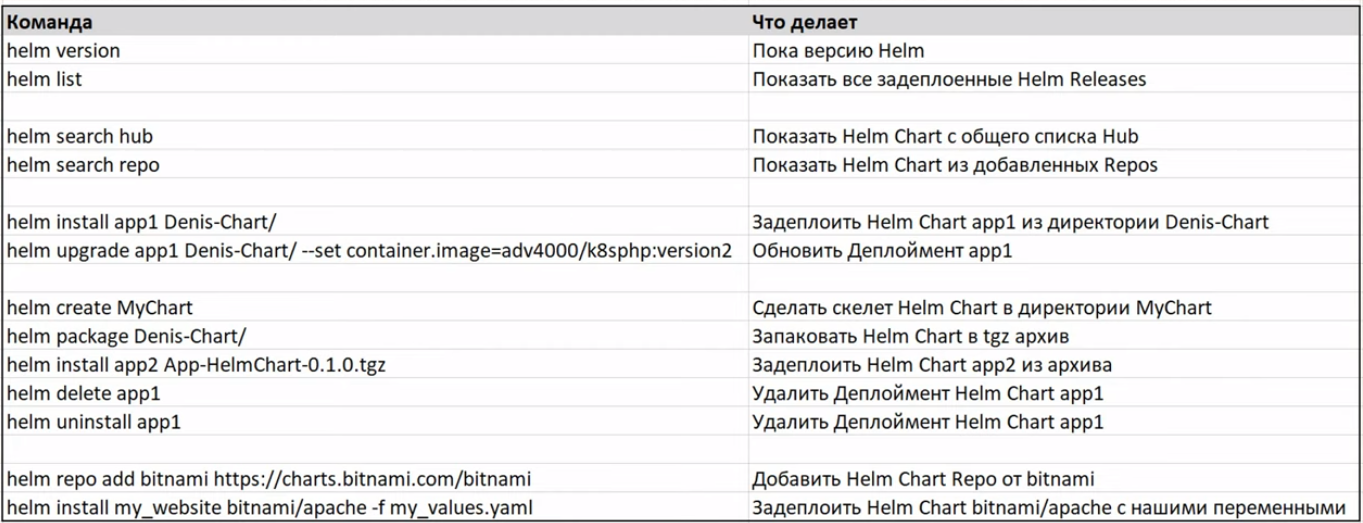 Команда Что делает
helm version Пока версию Helm
helm list Показать все задеплоенные Helm Releases
helm search hub Показать Helm Chart с общего списка Hub
helm search repo Показать Helm Chart из добавленных Repos
helm install app1 Denis-Chart/ Задеплоить Helm Chart app1 из директории Denis-Chart
helm upgrade app1 Denis-Chart/ --set container.image=adv4000/k8sphp:version2 Обновить Деплоймент app1
helm create MyChart Сделать скелет Helm Chart в директории MyChart
helm package Denis-Chart/ Запаковать Helm Chart в tgz архив
helm install app2 App-HelmChart-0.1.0.tgz Задеплоить Helm Chart app2 из архива
helm delete app1 Удалить Деплоймент Helm Chart app1
helm uninstall app1 Удалить Деплоймент Helm Chart app1
helm repo add bitnami https://charts.bitnami.com/bitnami Добавить Helm Chart Repo от bitnami
helm install my_website bitnami/apache -f my_values.yaml Задеплоить Helm Chart bitnami/apache с нашими переменными